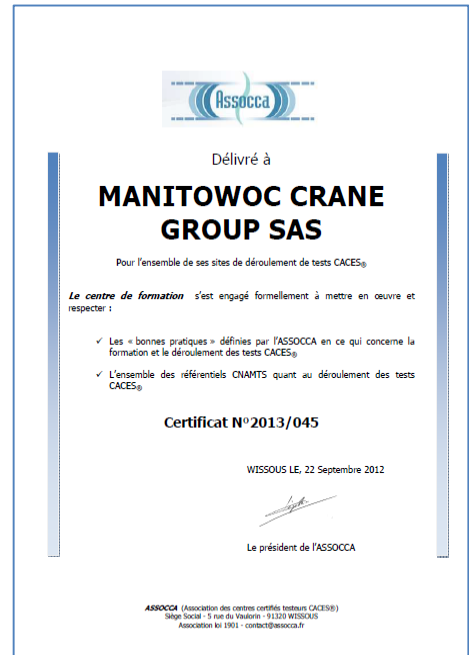 Assocca
Délivré à
MANITOWOC CRANE
GROUP SAS
Pour l'ensemble de ses sites de déroulement de tests CACES®
Le centre de formation s'est engagé formellement à mettre en œuvre et
respecter :
✓ Les « bonnes pratiques » définies par l'ASSOCCA en ce qui concerne la
formation et le déroulement des tests CACES®
✓ L'ensemble des référentiels CNAMTS quant au déroulement des tests
CACES®
Certificat N°2013/045
WISSOUS LE, 22 Septembre 2012
Le président de l'ASSOCCA
ASSOCCA (Association des centres certifiés testeurs CACES®)
Siège Social - 5 rue du Vaulorin - 91320 WISSOUS
Association loi 1901 - contact@assocca.fr